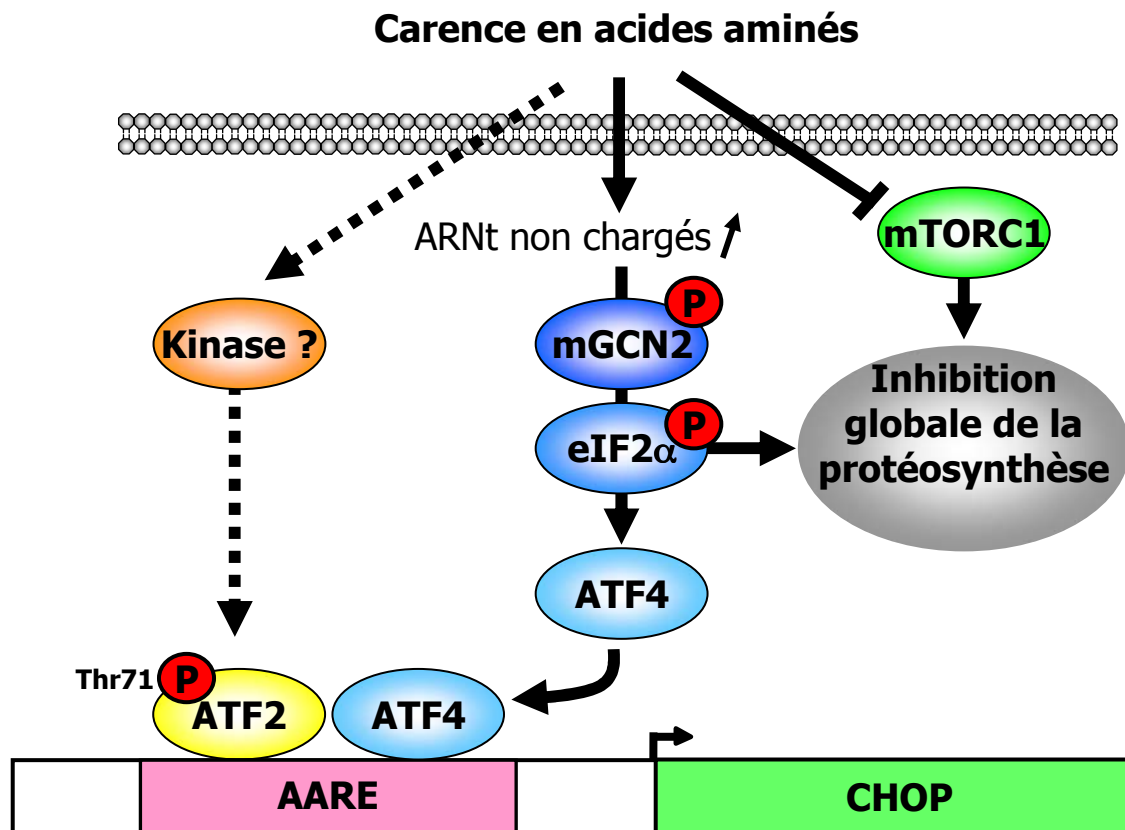 Carence en acides aminés
ARNt non chargés
mTORC1
P
Kinase ?
mGCN2
Inhibition
globale de la
protéosynthèse
P
eIF2α
ATF4
Thr71
P
ATF2
ATF4
AARE
CHOP